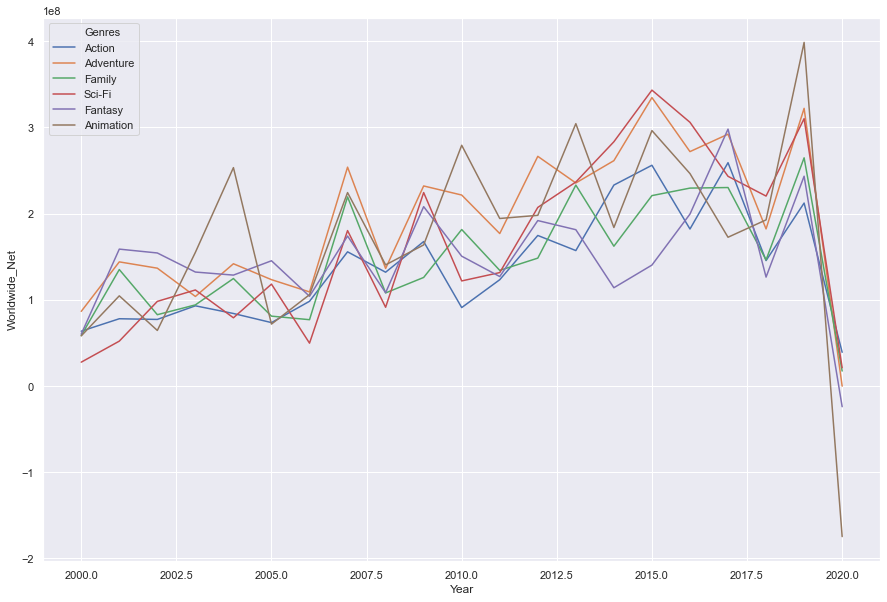 1e8
Genres
Action
Adventure
Family
Sci-Fi
Fantasy
Animation
4
3
2
1
0
−1
−2
Worldwide_Net
2000.0 2002.5 2005.0 2007.5 2010.0 2012.5 2015.0 2017.5 2020.0
Year